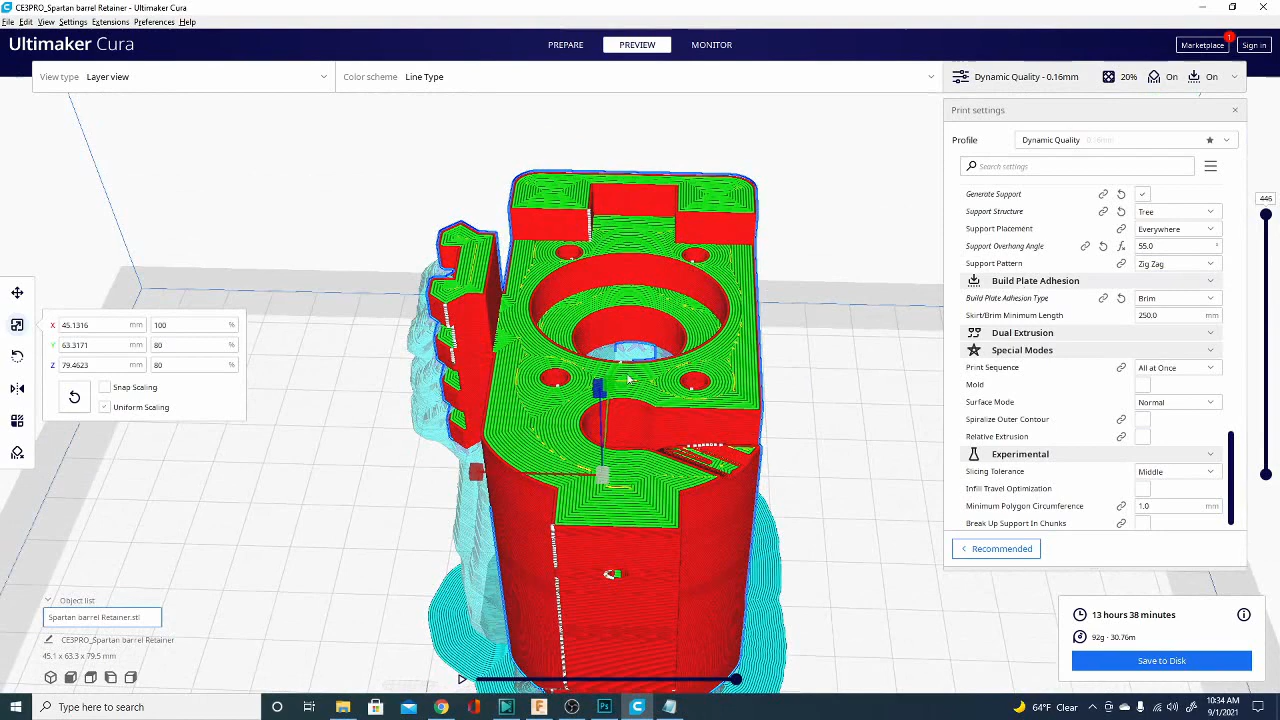 CE3PRO_Spartan barrel Retainer - Ultimaker Cura
File Edit View Settings Extensions Preferences Help
Ultimaker Cura
PREPARE PREVIEW MONITOR
Marketplace 1 Sign in
View type Layer view
Color scheme Line Type
Dynamic Quality - 0.16mm 20% On On
Print settings
Profile Dynamic Quality 0.16mm
Search settings
Generate Support
Support Structure Tree
Support Placement Everywhere
Support Overhang Angle 55.0 °
Support Pattern Zig Zag
Build Plate Adhesion
Build Plate Adhesion Type Brim
Skirt/Brim Minimum Length 250.0 mm
Dual Extrusion
Special Modes
Print Sequence All at Once
Mold
Surface Mode Normal
Spiralize Outer Contour
Relative Extrusion
Experimental
Slicing Tolerance Middle
Infill Travel Optimization
Minimum Polygon Circumference 1.0 mm
Break Up Support In Chunks
Recommended
446
X 45.1316 mm 100 %
Y 63.3171 mm 80 %
Z 79.4623 mm 80 %
Snap Scaling
Uniform Scaling
Object list
Spartan barrel Retainer.stl
CE3PRO_Spartan barrel Retainer
45.1 x 63.3 x 79.5 mm
13 hours 38 minutes
92g · 30.76m
Save to Disk
Type here to search
64°F Clear
10:34 AM
9/1/2021